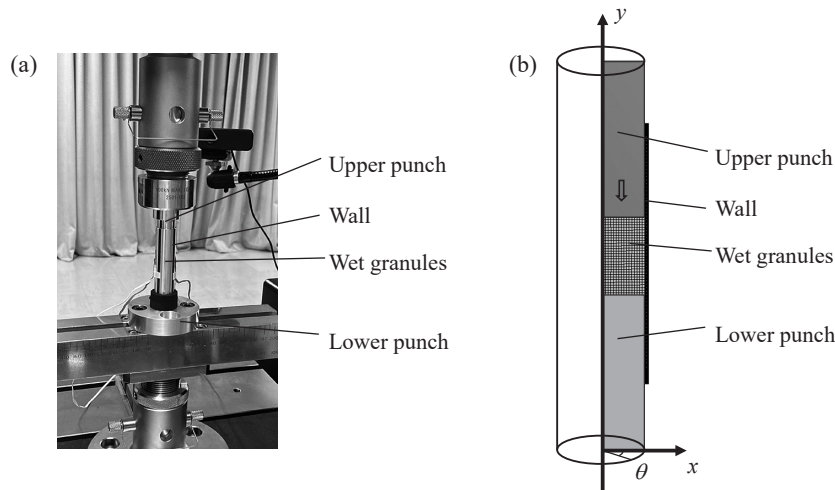 (a)
Upper punch
Wall
Wet granules
Lower punch
(b)
y
Upper punch
Wall
Wet granules
Lower punch
x
θ